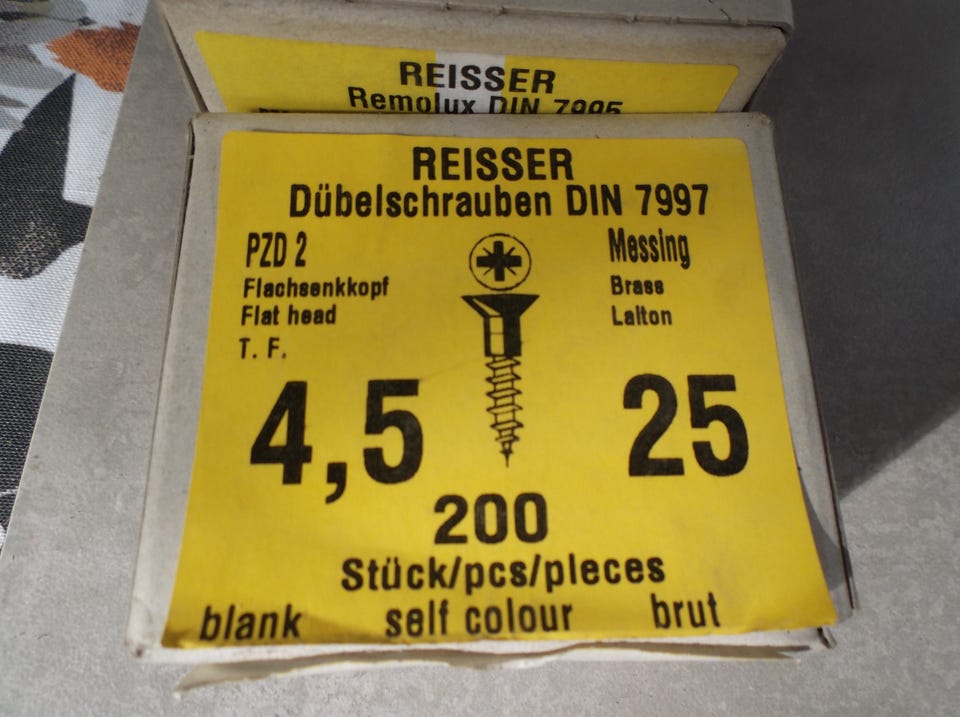 REISSER
Remolux DIN 7995
REISSER
Dübelschrauben DIN 7997
PZD 2
Messing
Flachsenkkopf
Brass
Flat head
Laiton
T. F.
4,5
25
200
Stück/pcs/pieces
blank self colour brut